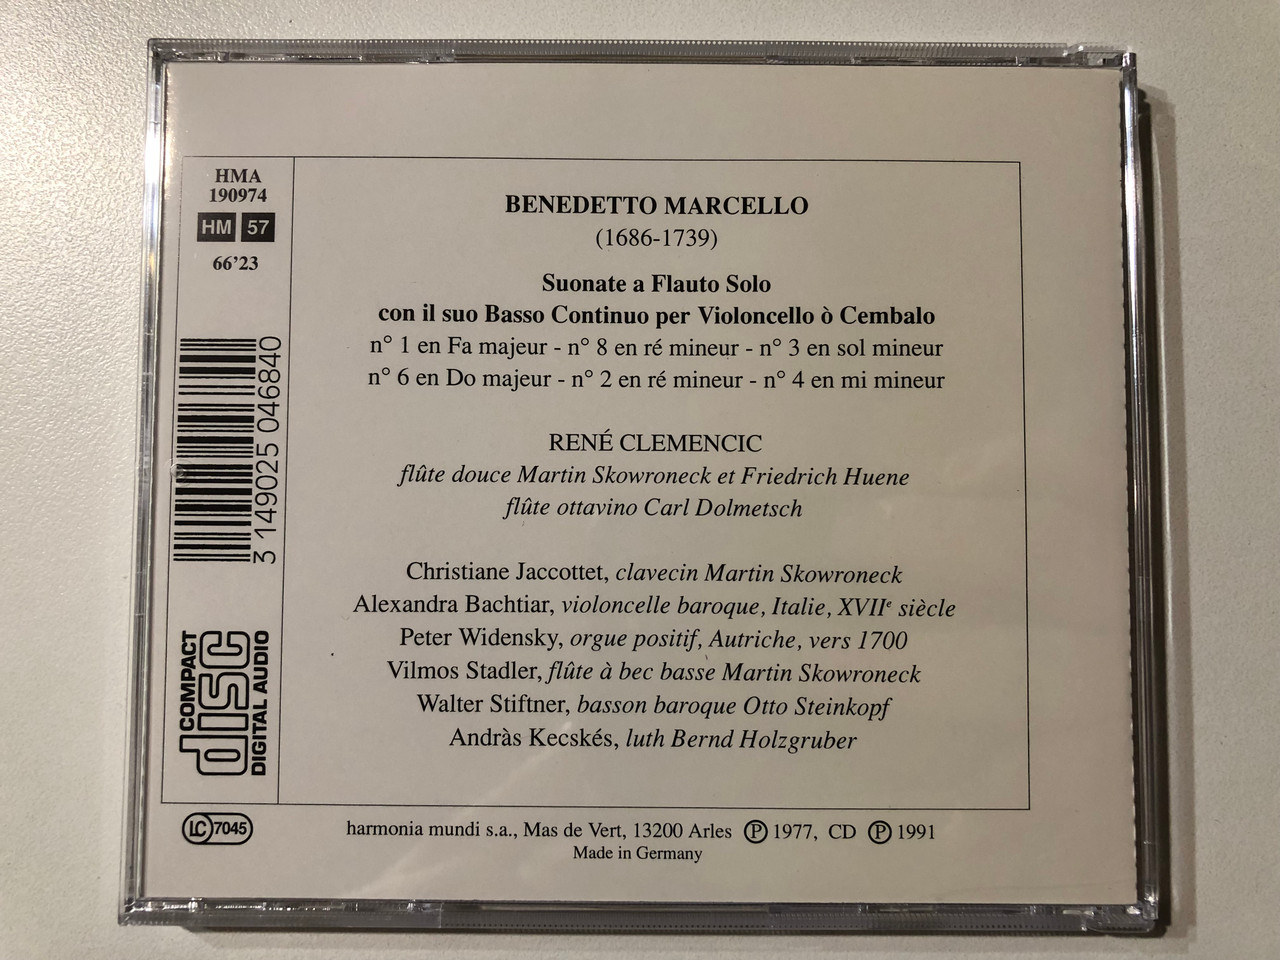 HMA
190974
HM 57
66'23
3 149025 046840
COMPACT
disc
DIGITAL AUDIO
BENEDETTO MARCELLO
(1686-1739)
Suonate a Flauto Solo
con il suo Basso Continuo per Violoncello ò Cembalo
n° 1 en Fa majeur - n° 8 en ré mineur - n° 3 en sol mineur
n° 6 en Do majeur - n° 2 en ré mineur - n° 4 en mi mineur
RENÉ CLEMENCIC
flûte douce Martin Skowroneck et Friedrich Huene
flûte ottavino Carl Dolmetsch
Christiane Jaccottet, clavecin Martin Skowroneck
Alexandra Bachtiar, violoncelle baroque, Italie, XVIIe siècle
Peter Widensky, orgue positif, Autriche, vers 1700
Vilmos Stadler, flûte à bec basse Martin Skowroneck
Walter Stiftner, basson baroque Otto Steinkopf
Andràs Kecskés, luth Bernd Holzgruber
LC 7045
harmonia mundi s.a., Mas de Vert, 13200 Arles ℗ 1977, CD ℗ 1991
Made in Germany